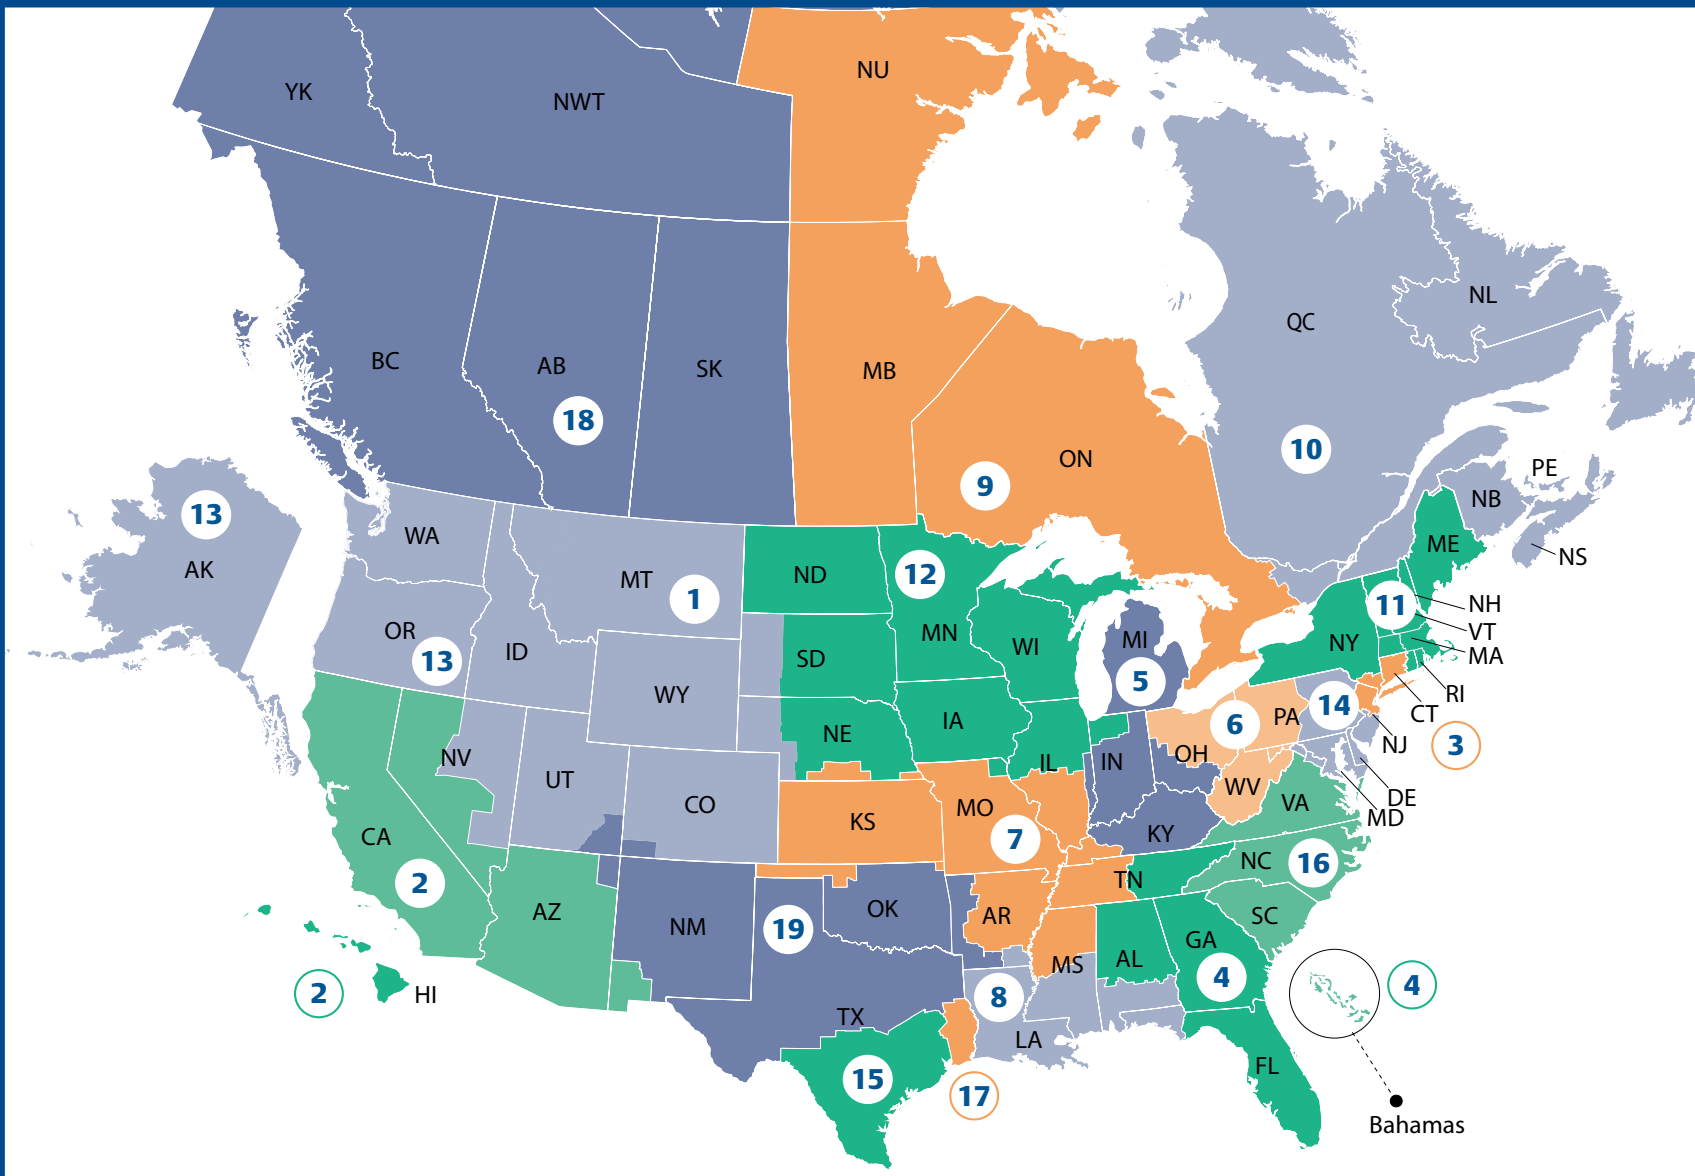 NU
YK
NWT
NL
QC
BC
AB
SK
MB
18
10
ON
PE
9
NB
13
AK
WA
ME
NS
MT
ND
12
1
11
NH
OR
13
ID
MN
WI
MI
NY
VT
MA
SD
5
WY
RI
14
CT
IA
6
PA
NJ
3
NV
NE
OH
UT
IL
IN
CO
WV
VA
DE
MD
CA
KS
MO
7
KY
NC
16
2
TN
AZ
NM
19
OK
AR
SC
GA
MS
AL
4
4
2
HI
8
TX
LA
FL
15
17
Bahamas